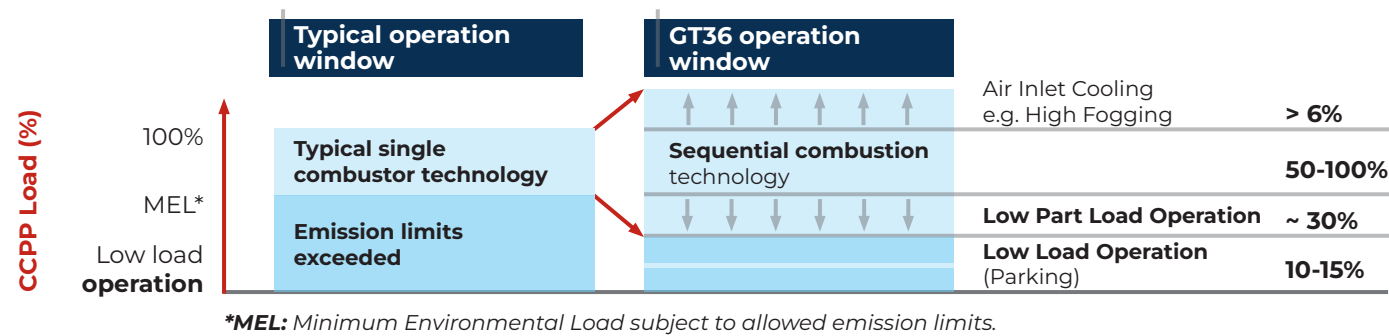 Typical operation
window
GT36 operation
window
CCPP Load (%)
100%
MEL*
Low load
operation
Typical single
combustor technology
Emission limits
exceeded
Sequential combustion
technology
Air Inlet Cooling
e.g. High Fogging
> 6%
50-100%
Low Part Load Operation
~ 30%
Low Load Operation
(Parking)
10-15%
*MEL: Minimum Environmental Load subject to allowed emission limits.